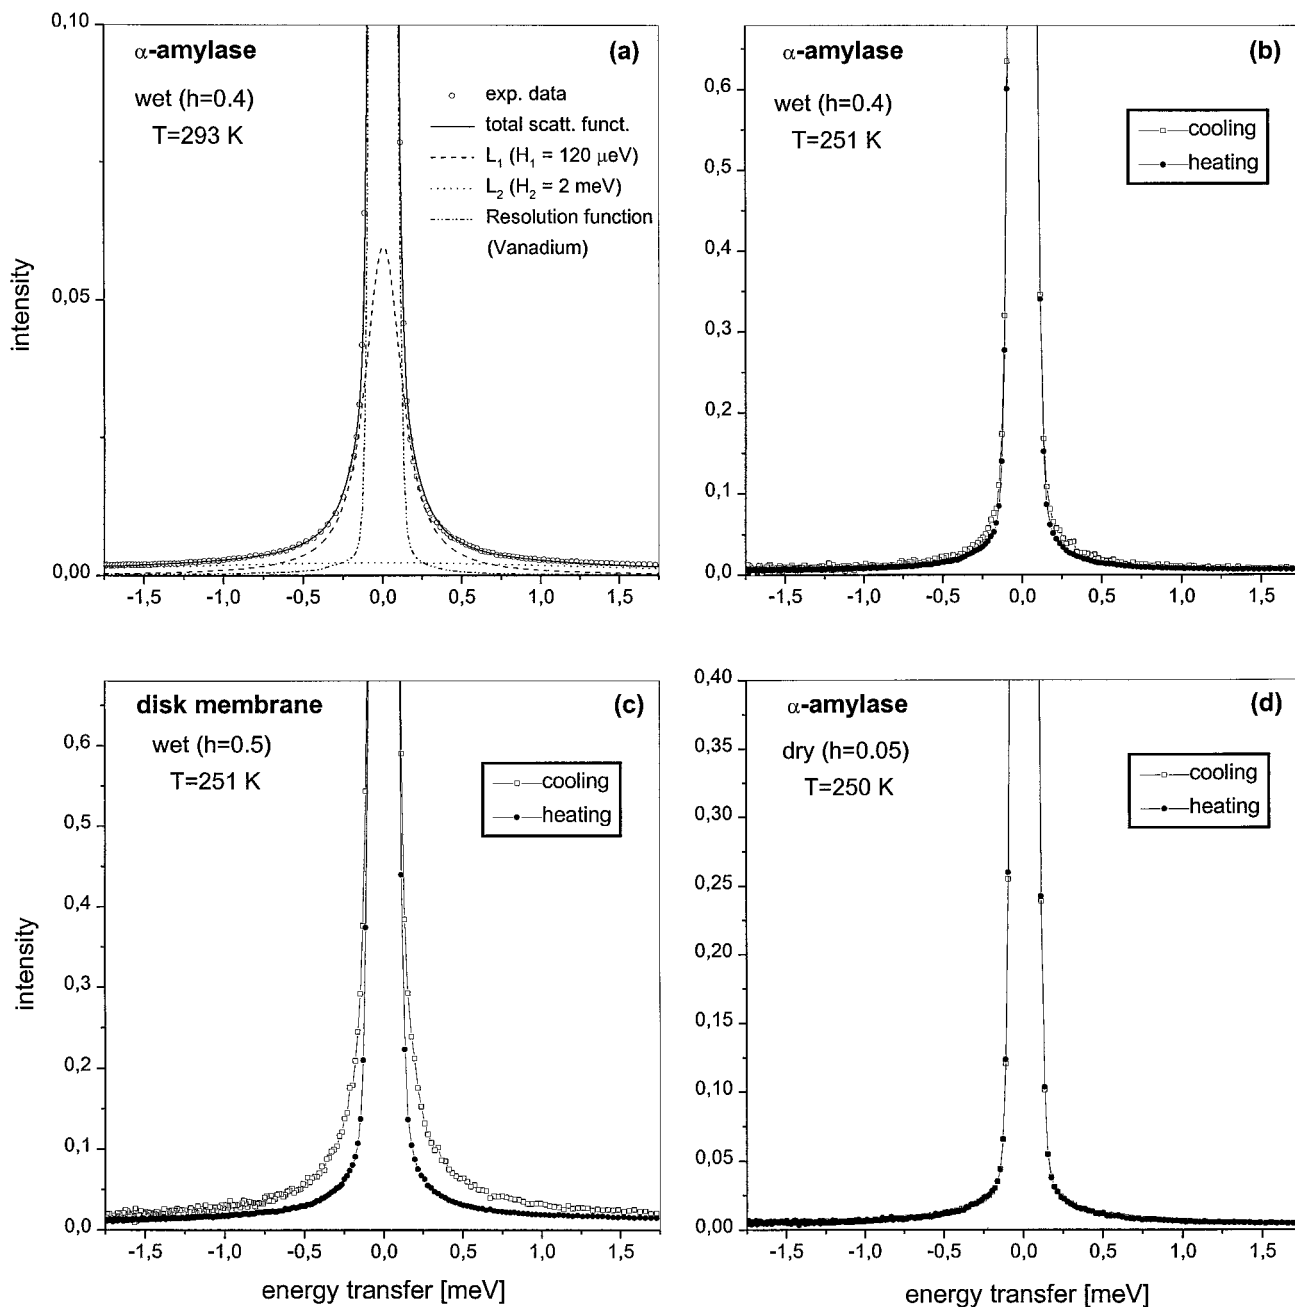 α-amylase
(a)
wet (h=0.4)
T=293 K
exp. data
total scatt. funct.
L₁ (H₁ = 120 μeV)
L₂ (H₂ = 2 meV)
Resolution function
(Vanadium)
0,10
0,05
0,00
intensity
-1,5 -1,0 -0,5 0,0 0,5 1,0 1,5
α-amylase
(b)
wet (h=0.4)
T=251 K
cooling
heating
0,6
0,5
0,4
0,3
0,2
0,1
0,0
-1,5 -1,0 -0,5 0,0 0,5 1,0 1,5
disk membrane
(c)
wet (h=0.5)
T=251 K
cooling
heating
0,6
0,5
0,4
0,3
0,2
0,1
0,0
intensity
-1,5 -1,0 -0,5 0,0 0,5 1,0 1,5
energy transfer [meV]
α-amylase
(d)
dry (h=0.05)
T=250 K
cooling
heating
0,40
0,35
0,30
0,25
0,20
0,15
0,10
0,05
0,00
-1,5 -1,0 -0,5 0,0 0,5 1,0 1,5
energy transfer [meV]